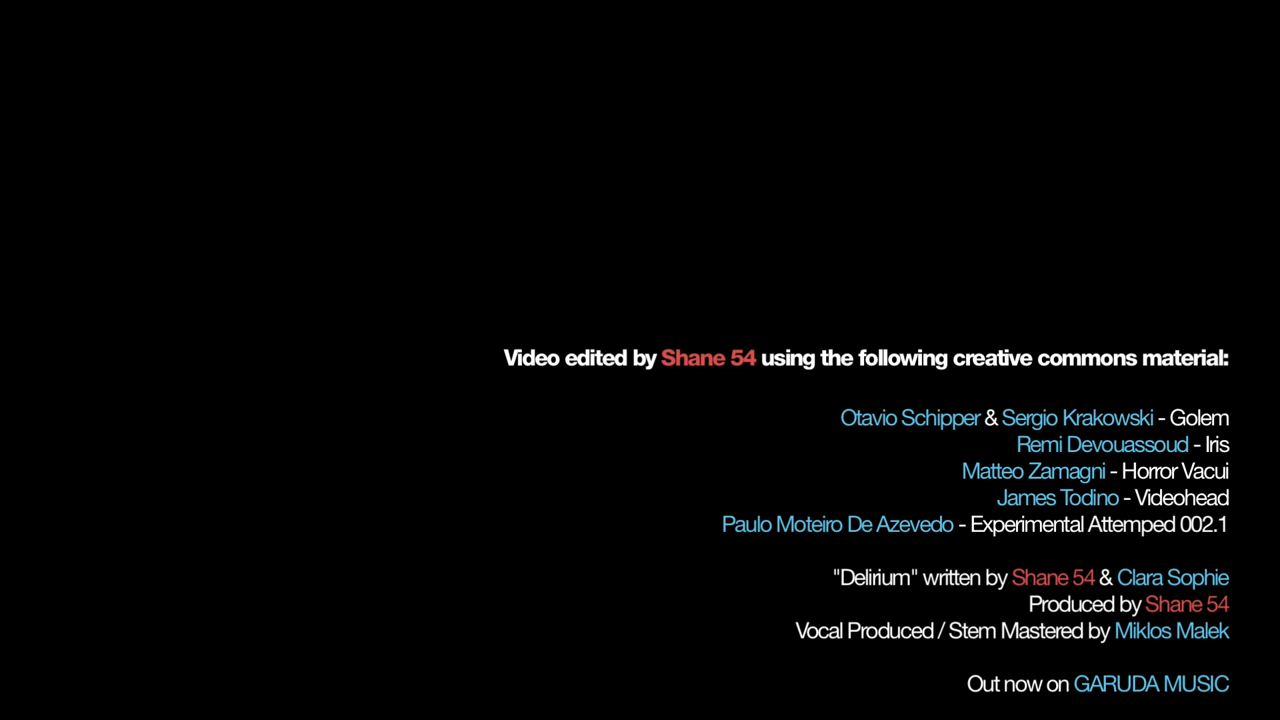 Video edited by Shane 54 using the following creative commons material:
Otavio Schipper & Sergio Krakowski - Golem
Remi Devouassoud - Iris
Matteo Zamagni - Horror Vacui
James Todino - Videohead
Paulo Moteiro De Azevedo - Experimental Attemped 002.1
"Delirium" written by Shane 54 & Clara Sophie
Produced by Shane 54
Vocal Produced / Stem Mastered by Miklos Malek
Out now on GARUDA MUSIC